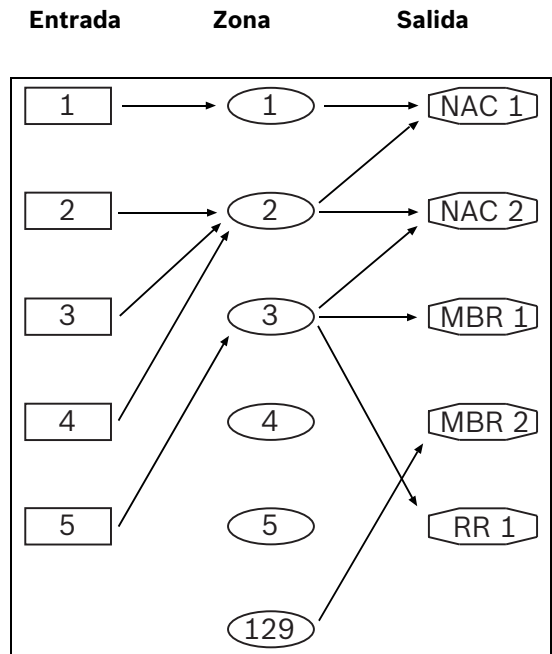 Entrada Zona Salida
1 1 NAC 1
2 2 NAC 2
3 3 MBR 1
4 4 MBR 2
5 5 RR 1
129